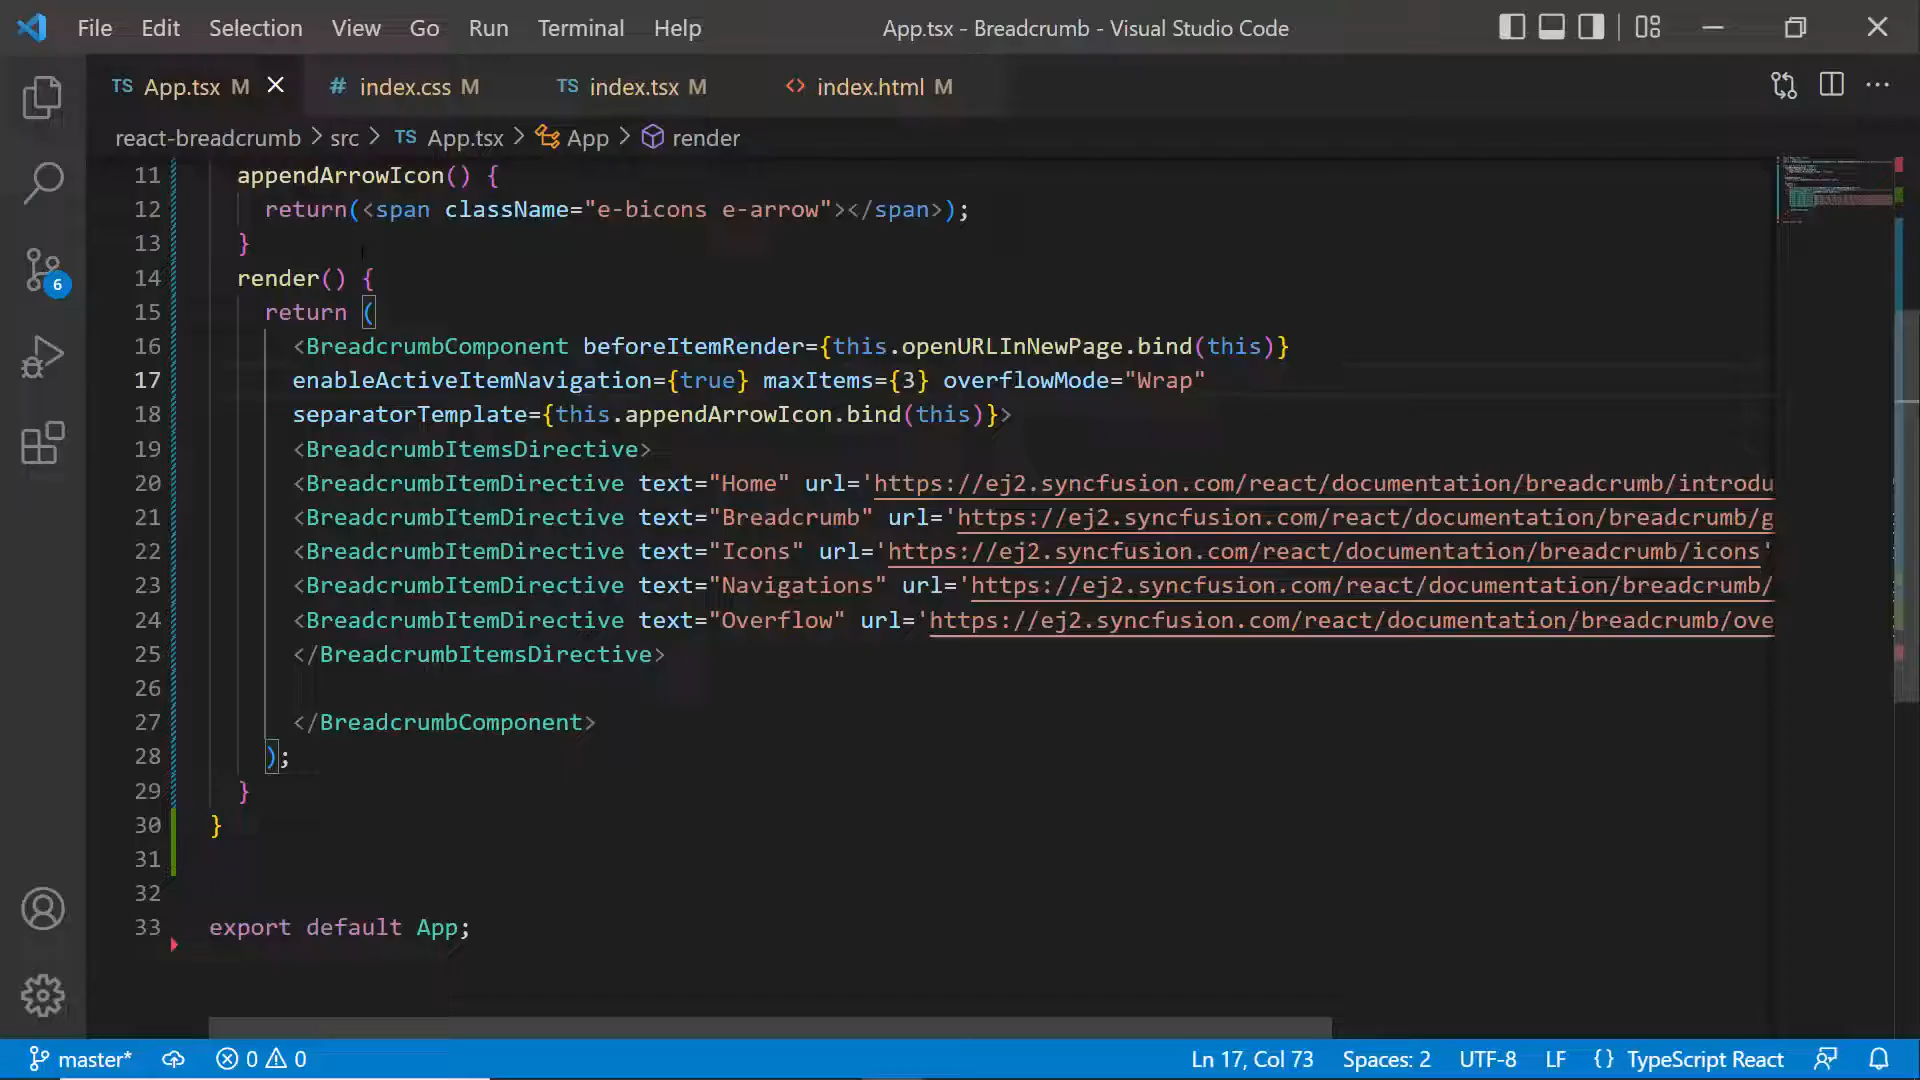 File Edit Selection View Go Run Terminal Help App.tsx - Breadcrumb - Visual Studio Code
TS App.tsx M # index.css M TS index.tsx M <> index.html M
react-breadcrumb > src > TS App.tsx > App > render
11 appendArrowIcon() {
12 return(<span className="e-bicons e-arrow"></span>);
13 }
14 render() {
15 return (
16 <BreadcrumbComponent beforeItemRender={this.openURLInNewPage.bind(this)}
17 enableActiveItemNavigation={true} maxItems={3} overflowMode="Wrap"
18 separatorTemplate={this.appendArrowIcon.bind(this)}>
19 <BreadcrumbItemsDirective>
20 <BreadcrumbItemDirective text="Home" url='https://ej2.syncfusion.com/react/documentation/breadcrumb/introdu
21 <BreadcrumbItemDirective text="Breadcrumb" url='https://ej2.syncfusion.com/react/documentation/breadcrumb/g
22 <BreadcrumbItemDirective text="Icons" url='https://ej2.syncfusion.com/react/documentation/breadcrumb/icons'
23 <BreadcrumbItemDirective text="Navigations" url='https://ej2.syncfusion.com/react/documentation/breadcrumb/
24 <BreadcrumbItemDirective text="Overflow" url='https://ej2.syncfusion.com/react/documentation/breadcrumb/ove
25 </BreadcrumbItemsDirective>
26
27 </BreadcrumbComponent>
28 );
29 }
30 }
31
32
33 export default App;
6
master* 0 0 Ln 17, Col 73 Spaces: 2 UTF-8 LF {} TypeScript React